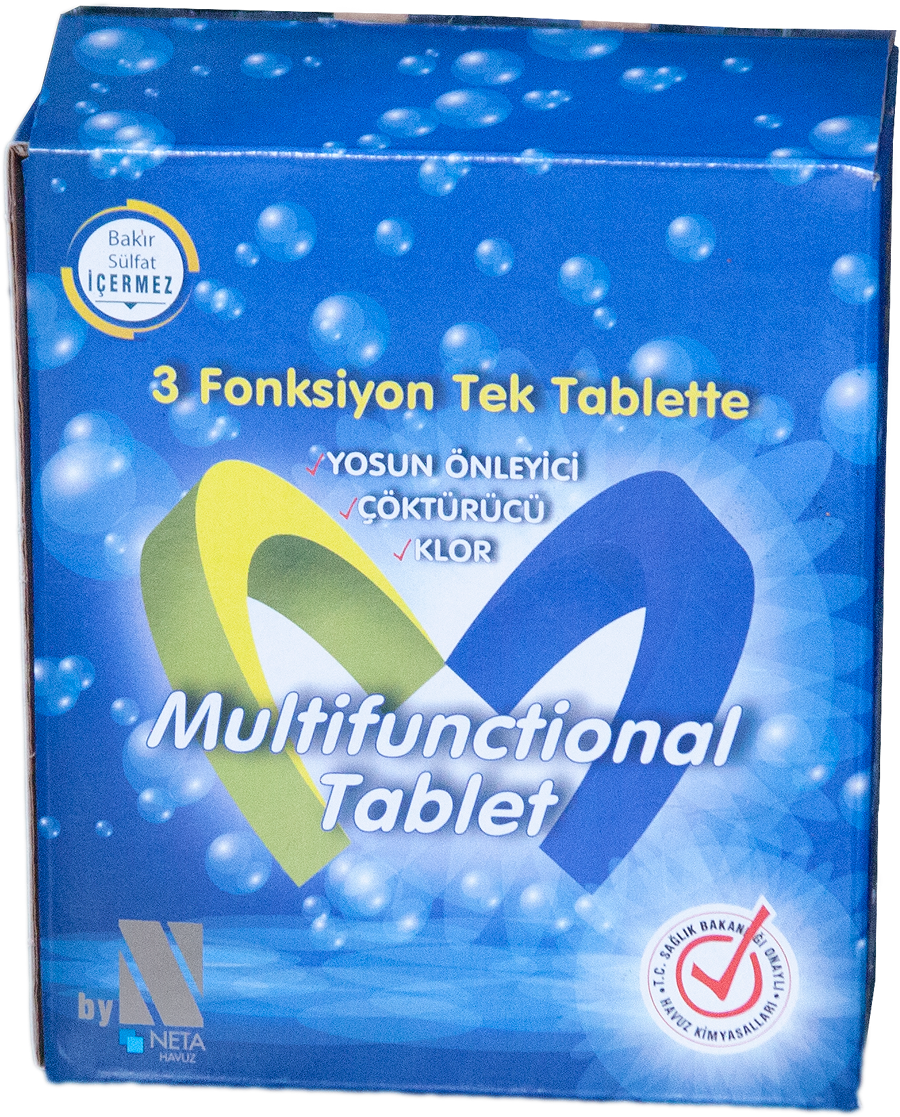 Bakır
Sülfat
İÇERMEZ
3 Fonksiyon Tek Tablette
YOSUN ÖNLEYİCİ
ÇÖKTÜRÜCÜ
KLOR
Multifunctional
Tablet
by N
NETA
HAVUZ
T.C. SAĞLIK BAKANLIĞI ONAYLI
HAVUZ KİMYASALLARI